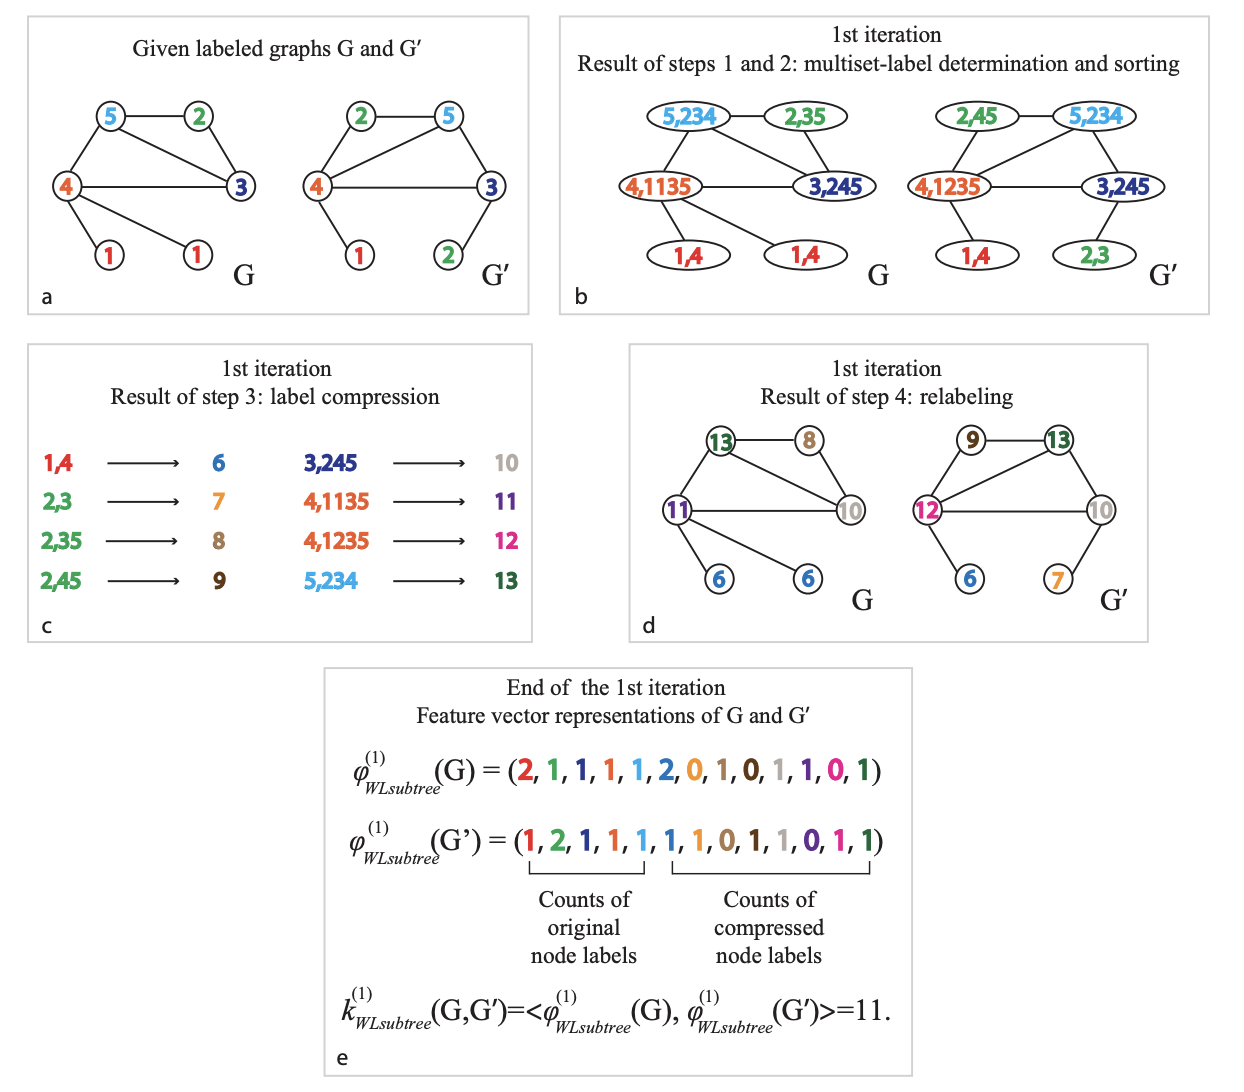 Given labeled graphs G and G′
5 2 2 5
4 3 4 3
1 1 G 1 2 G′
a
1st iteration
Result of steps 1 and 2: multiset-label determination and sorting
5,234 2,35 2,45 5,234
4,1135 3,245 4,1235 3,245
1,4 1,4 G 1,4 2,3 G′
b
1st iteration
Result of step 3: label compression
1,4 → 6 3,245 → 10
2,3 → 7 4,1135 → 11
2,35 → 8 4,1235 → 12
2,45 → 9 5,234 → 13
c
1st iteration
Result of step 4: relabeling
13 8 9 13
11 10 12 10
6 6 G 6 7 G′
d
End of the 1st iteration
Feature vector representations of G and G′
φ(1)WLsubtree(G) = (2, 1, 1, 1, 1, 2, 0, 1, 0, 1, 1, 0, 1)
φ(1)WLsubtree(G’) = (1, 2, 1, 1, 1, 1, 1, 0, 1, 1, 0, 1, 1)
Counts of Counts of
original compressed
node labels node labels
k(1)WLsubtree(G,G′)=<φ(1)WLsubtree(G), φ(1)WLsubtree(G′)>=11.
e